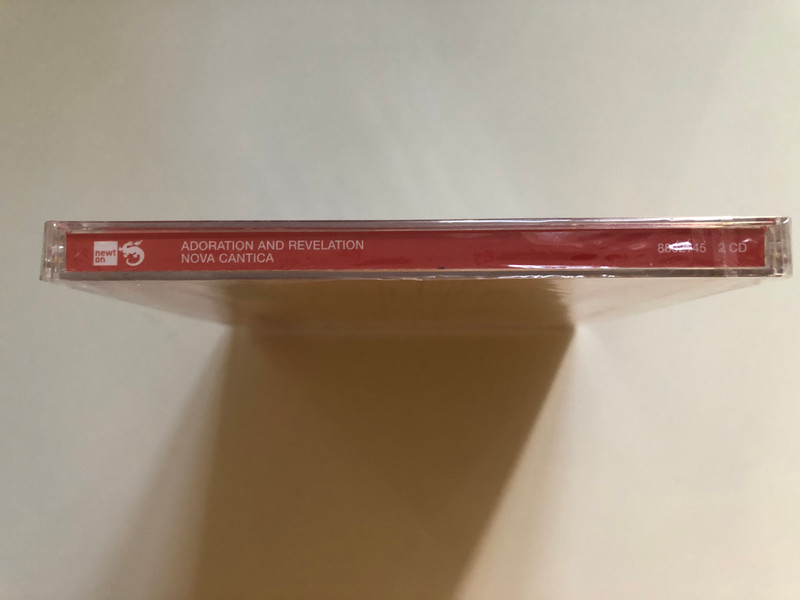 newt
on
ADORATION AND REVELATION
NOVA CANTICA
2 CD